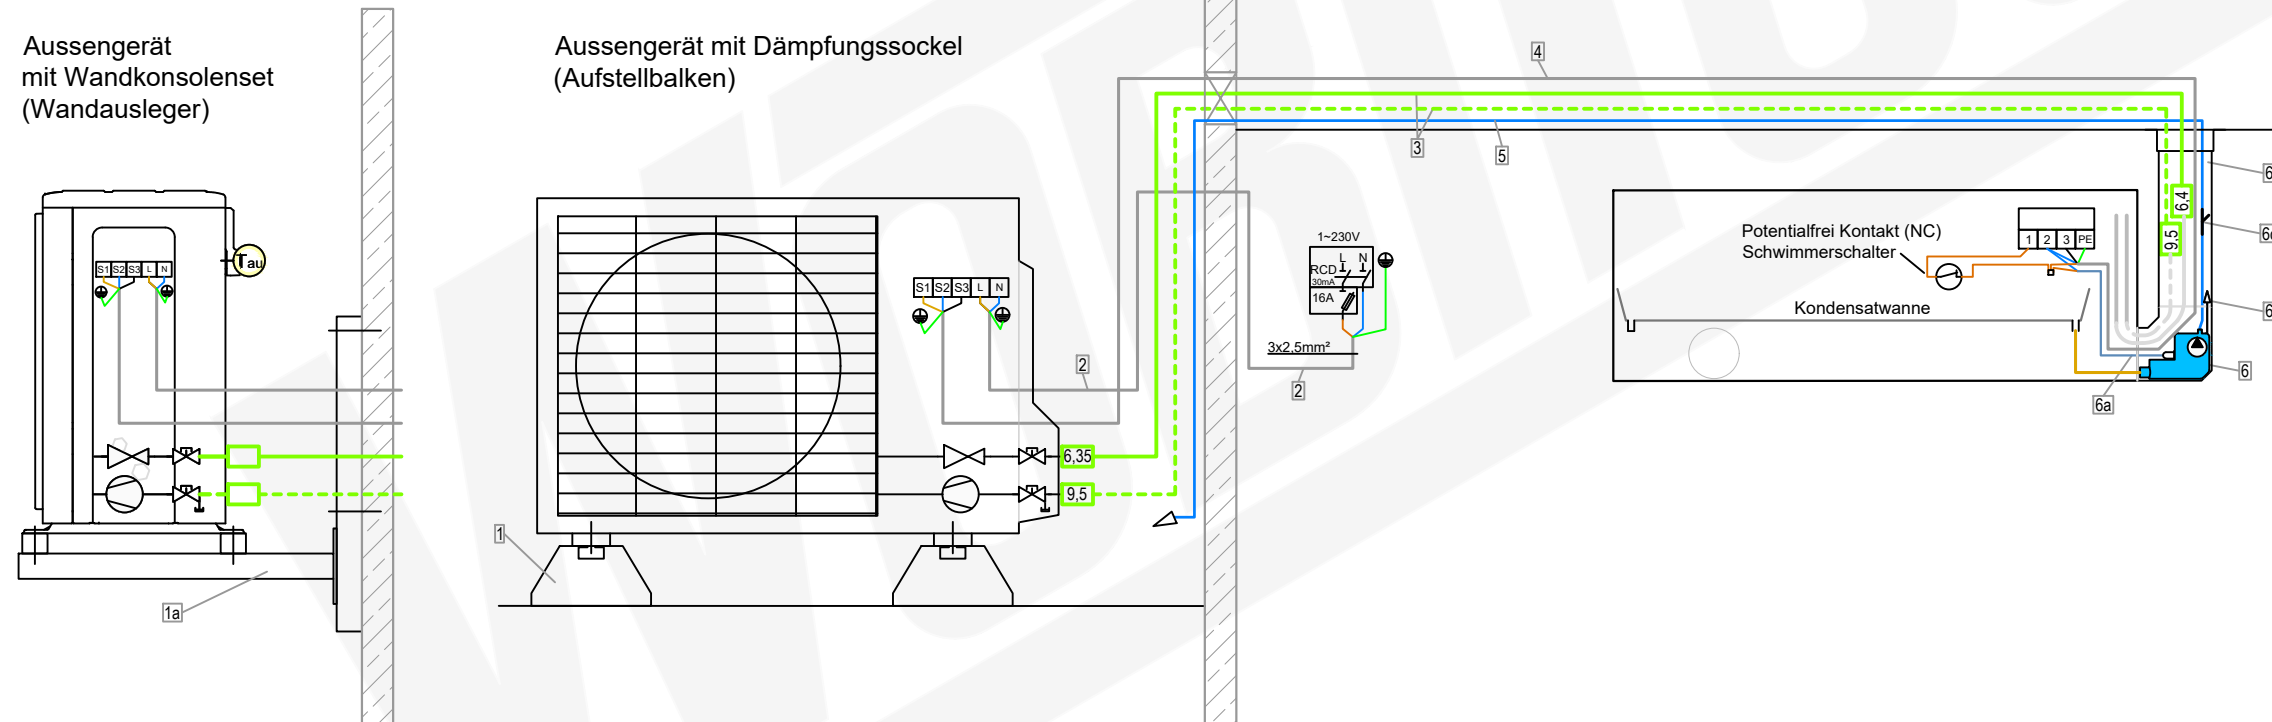 Aussengerät
mit Wandkonsolenset
(Wandausleger)
Aussengerät mit Dämpfungssockel
(Aufstellbalken)
4
3
5
6
Tau
S1 S2 S3 L N
S1 S2 S3 L N
1~230V
L N
RCD
30mA
16A
3x2,5mm²
2
2
Potentialfrei Kontakt (NC)
Schwimmerschalter
1 2 3 PE
Kondensatwanne
6,4
9,5
6
6
6a
6,35
9,5
1
1a